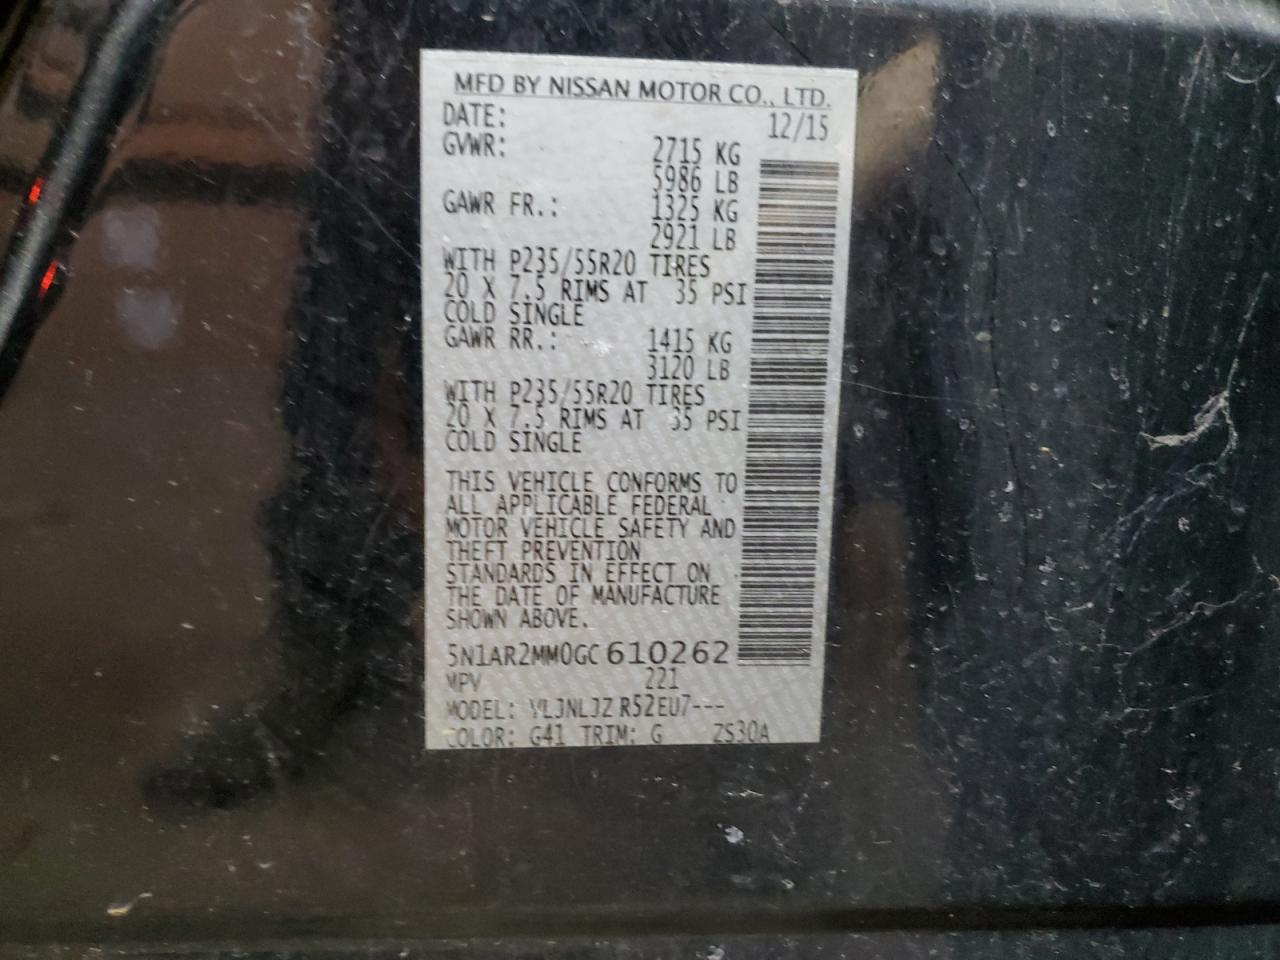 MFD BY NISSAN MOTOR CO., LTD.
DATE: 12/15
GVWR: 2715 KG
5986 LB
GAWR FR.: 1325 KG
2921 LB
WITH P235/55R20 TIRES
20 X 7.5 RIMS AT 35 PSI
COLD SINGLE
GAWR RR.: 1415 KG
3120 LB
WITH P235/55R20 TIRES
20 X 7.5 RIMS AT 35 PSI
COLD SINGLE
THIS VEHICLE CONFORMS TO
ALL APPLICABLE FEDERAL
MOTOR VEHICLE SAFETY AND
THEFT PREVENTION
STANDARDS IN EFFECT ON
THE DATE OF MANUFACTURE
SHOWN ABOVE.
5N1AR2MM0GC610262
MPV 221
MODEL: VLJNLJZ R52EU7---
COLOR: G41 TRIM: G ZS30A